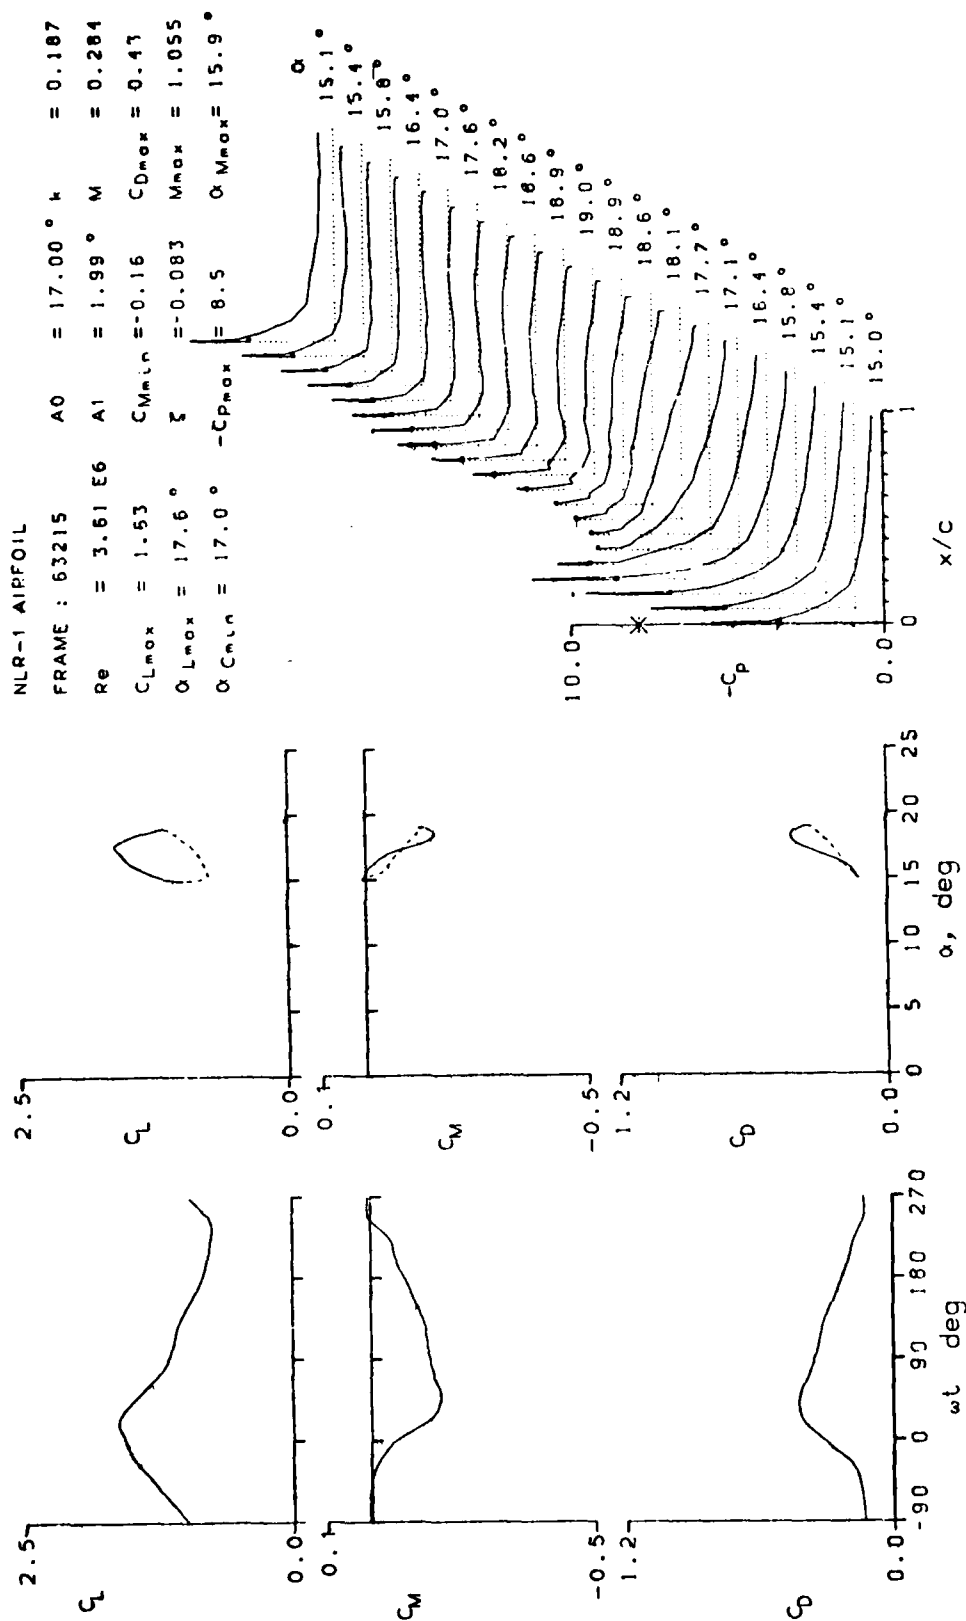 NLR-1 AIRFOIL
FRAME : 63215 A0 = 17.00° k = 0.187
Re = 3.61 E6 A1 = 1.99° M = 0.284
CLmax = 1.63 CMmin =-0.16 CDmax = 0.43
αLmax = 17.6° ζ =-0.083 Mmax = 1.055
αCmin = 17.0° -CPmax = 8.5 αMmax = 15.9°
2.5
CL
0.0
0.1
CM
-0.5
1.2
CD
0.0
-90 0 90 180 270
ωt deg
2.5
CL
0.0
0.1
CM
-0.5
1.2
CD
0.0
0 5 10 15 20 25
α, deg
α
15.1°
15.4°
15.8°
16.4°
17.0°
17.6°
18.2°
18.6°
18.9°
19.0°
18.9°
18.6°
18.1°
17.7°
17.1°
16.4°
15.8°
15.4°
15.1°
15.0°
10.0
-Cp
0.0
0 1
x/c